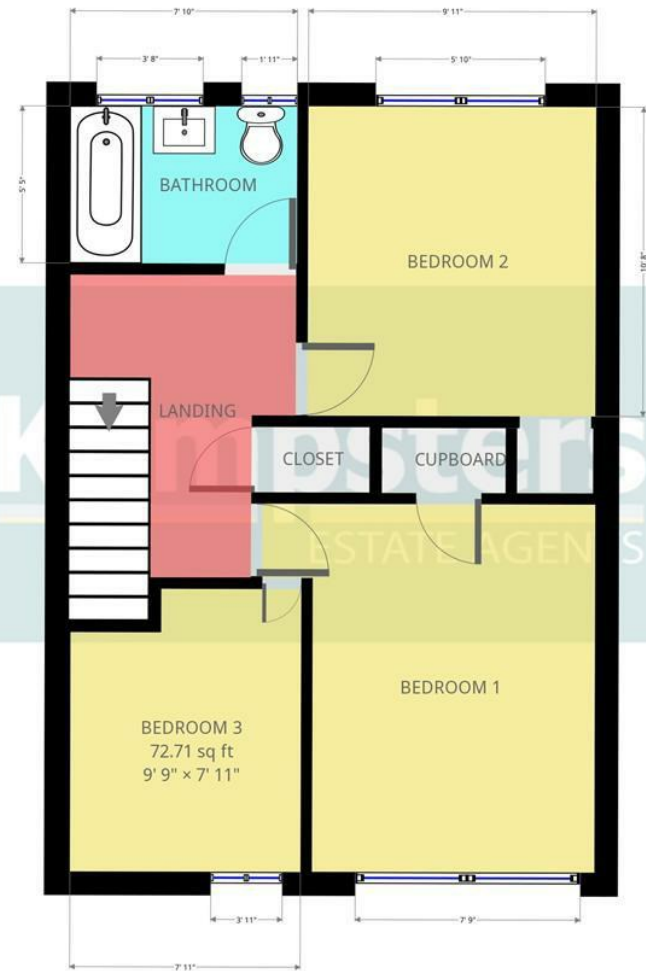 7' 10"
9' 11"
3' 8"
1' 11"
5' 10"
5' 5"
BATHROOM
BEDROOM 2
10' 8"
LANDING
Kempsters
CLOSET
CUPBOARD
ESTATE AGENTS
BEDROOM 1
BEDROOM 3
72.71 sq ft
9' 9" × 7' 11"
3' 11"
7' 9"
7' 11"